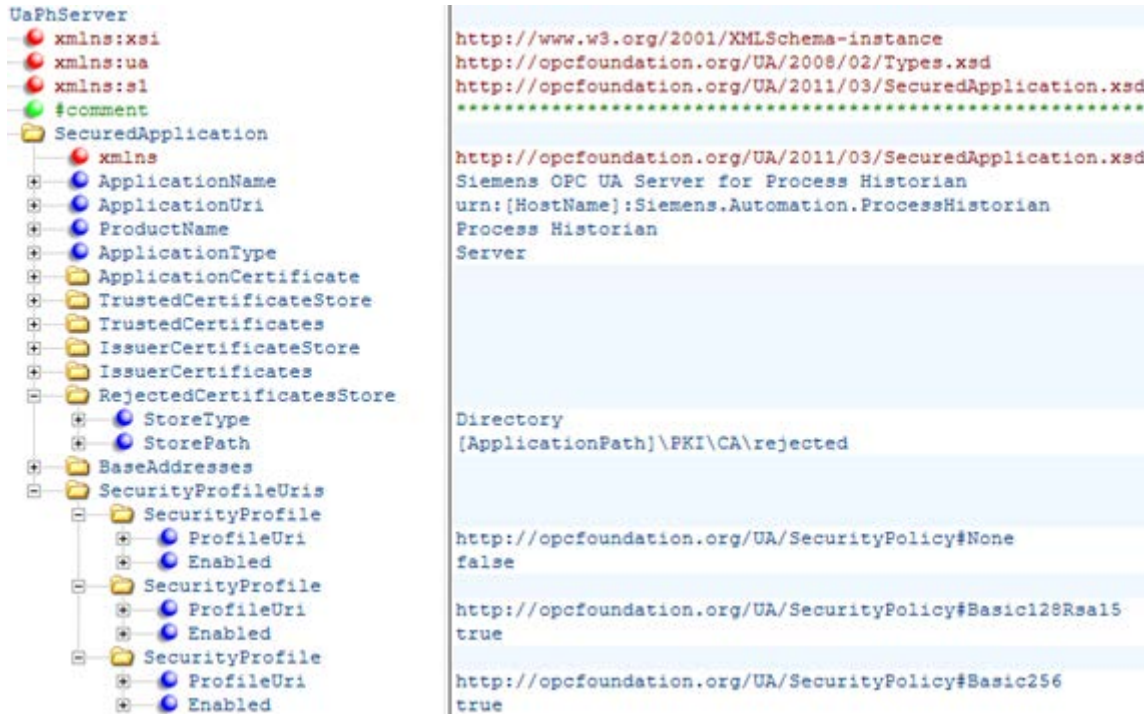 UaPhServer
xmlns:xsi http://www.w3.org/2001/XMLSchema-instance
xmlns:ua http://opcfoundation.org/UA/2008/02/Types.xsd
xmlns:s1 http://opcfoundation.org/UA/2011/03/SecuredApplication.xsd
#comment **************************************************************
SecuredApplication
xmlns http://opcfoundation.org/UA/2011/03/SecuredApplication.xsd
ApplicationName Siemens OPC UA Server for Process Historian
ApplicationUri urn:[HostName]:Siemens.Automation.ProcessHistorian
ProductName Process Historian
ApplicationType Server
ApplicationCertificate
TrustedCertificateStore
TrustedCertificates
IssuerCertificateStore
IssuerCertificates
RejectedCertificatesStore
StoreType Directory
StorePath [ApplicationPath]\PKI\CA\rejected
BaseAddresses
SecurityProfileUris
SecurityProfile
ProfileUri http://opcfoundation.org/UA/SecurityPolicy#None
Enabled false
SecurityProfile
ProfileUri http://opcfoundation.org/UA/SecurityPolicy#Basic128Rsa15
Enabled true
SecurityProfile
ProfileUri http://opcfoundation.org/UA/SecurityPolicy#Basic256
Enabled true